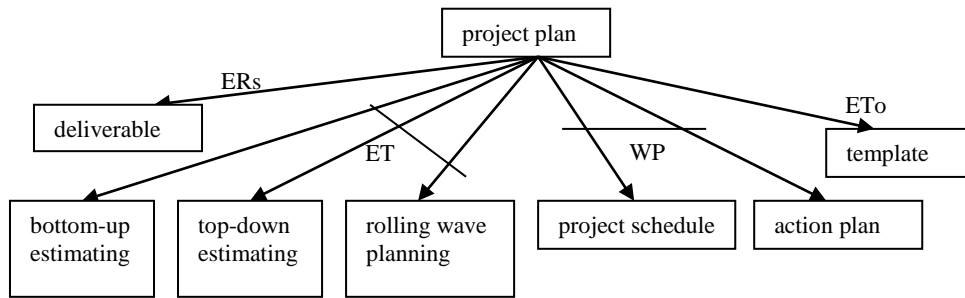 project plan
ERs
ETo
deliverable
ET
WP
template
bottom-up
estimating
top-down
estimating
rolling wave
planning
project schedule
action plan